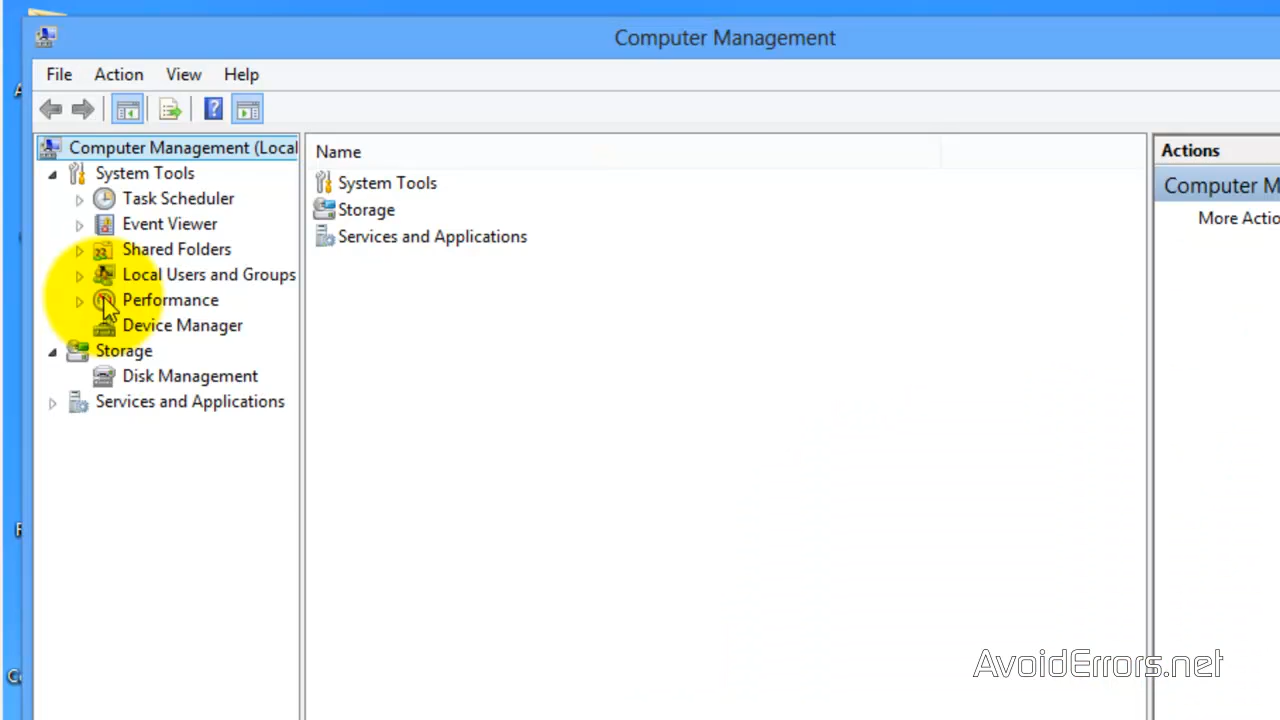 Computer Management
File Action View Help
Computer Management (Local
System Tools
Task Scheduler
Event Viewer
Shared Folders
Local Users and Groups
Performance
Device Manager
Storage
Disk Management
Services and Applications
Name
System Tools
Storage
Services and Applications
Actions
Computer M
More Actio
AvoidErrors.net